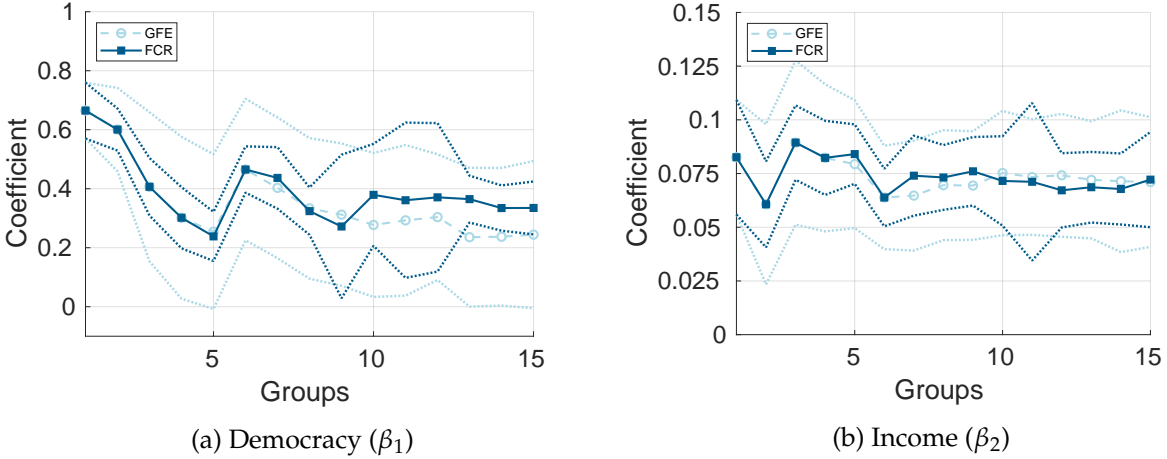 1
0.8
0.6
0.4
0.2
0
Coefficient
GFE
FCR
5
10
15
Groups
(a) Democracy (β₁)
0.15
0.125
0.1
0.075
0.05
0.025
0
Coefficient
GFE
FCR
5
10
15
Groups
(b) Income (β₂)